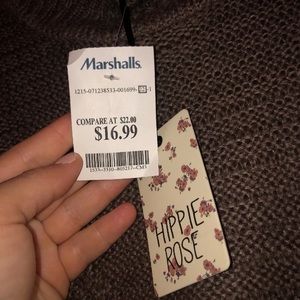 Marshalls.
COMPARE AT $22.00
$16.99
HIPPIE
ROSE